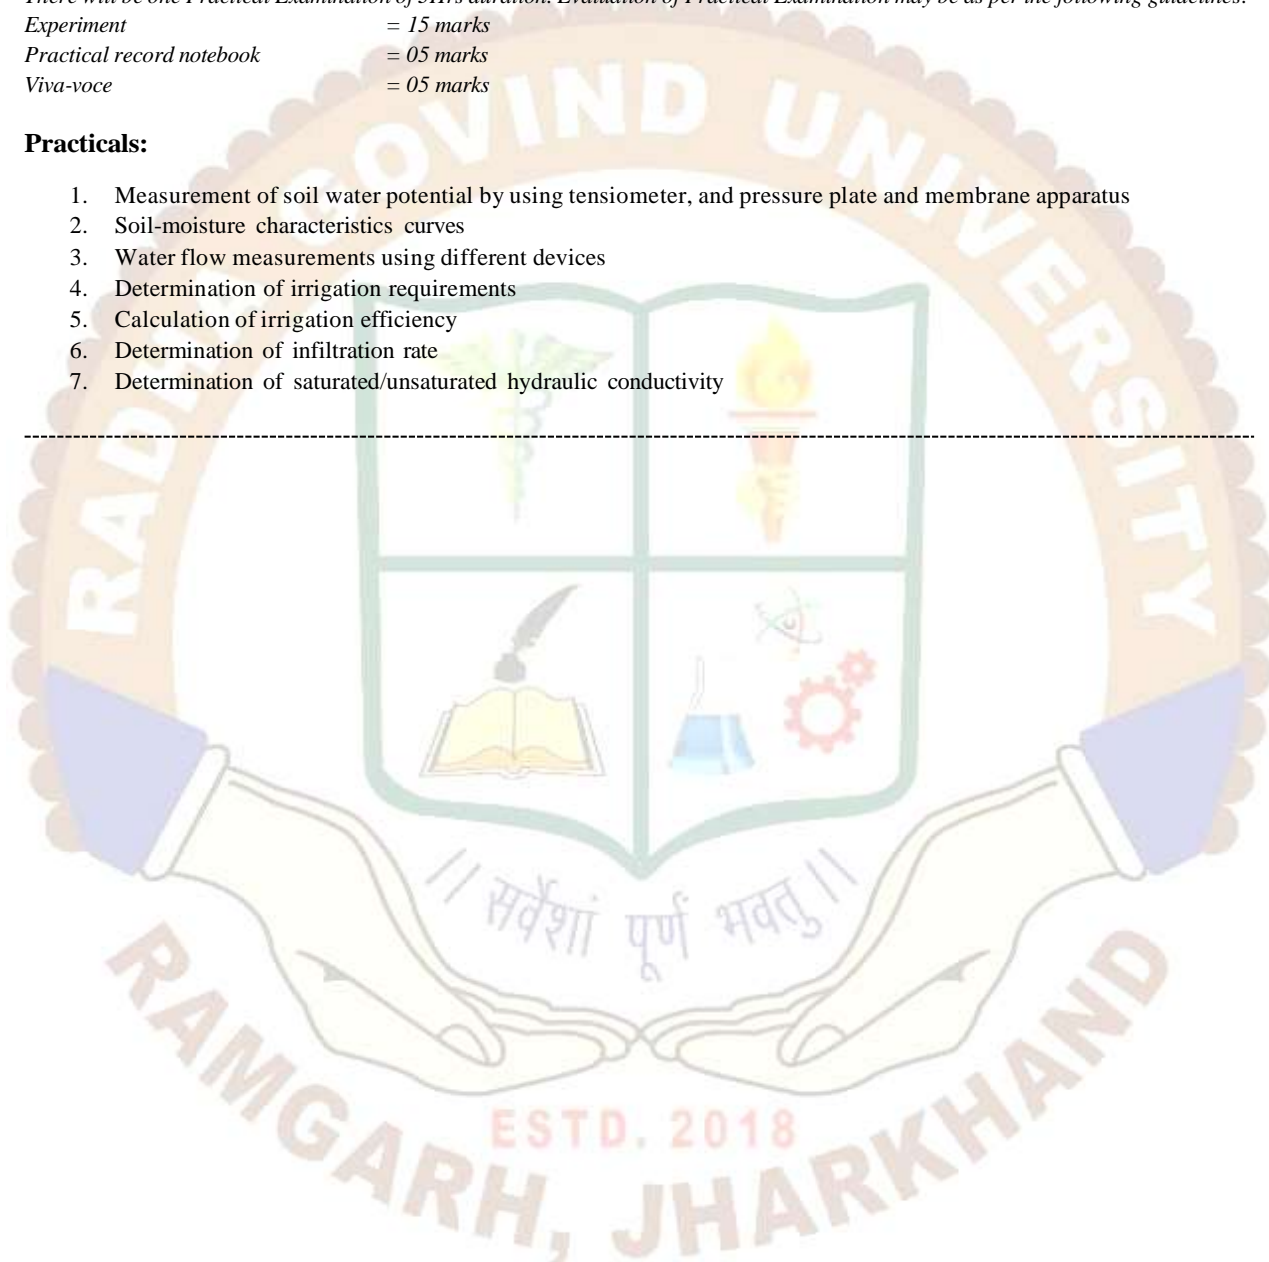 There will be one Practical Examination of 3Hrs duration. Evaluation of Practical Examination may be as per the following guidelines:
Experiment = 15 marks
Practical record notebook = 05 marks
Viva-voce = 05 marks
Practicals:
1. Measurement of soil water potential by using tensiometer, and pressure plate and membrane apparatus
2. Soil-moisture characteristics curves
3. Water flow measurements using different devices
4. Determination of irrigation requirements
5. Calculation of irrigation efficiency
6. Determination of infiltration rate
7. Determination of saturated/unsaturated hydraulic conductivity
RADHA GOVIND UNIVERSITY
|| सर्वेशां पूर्ण भवतु ||
ESTD. 2018
RAMGARH, JHARKHAND